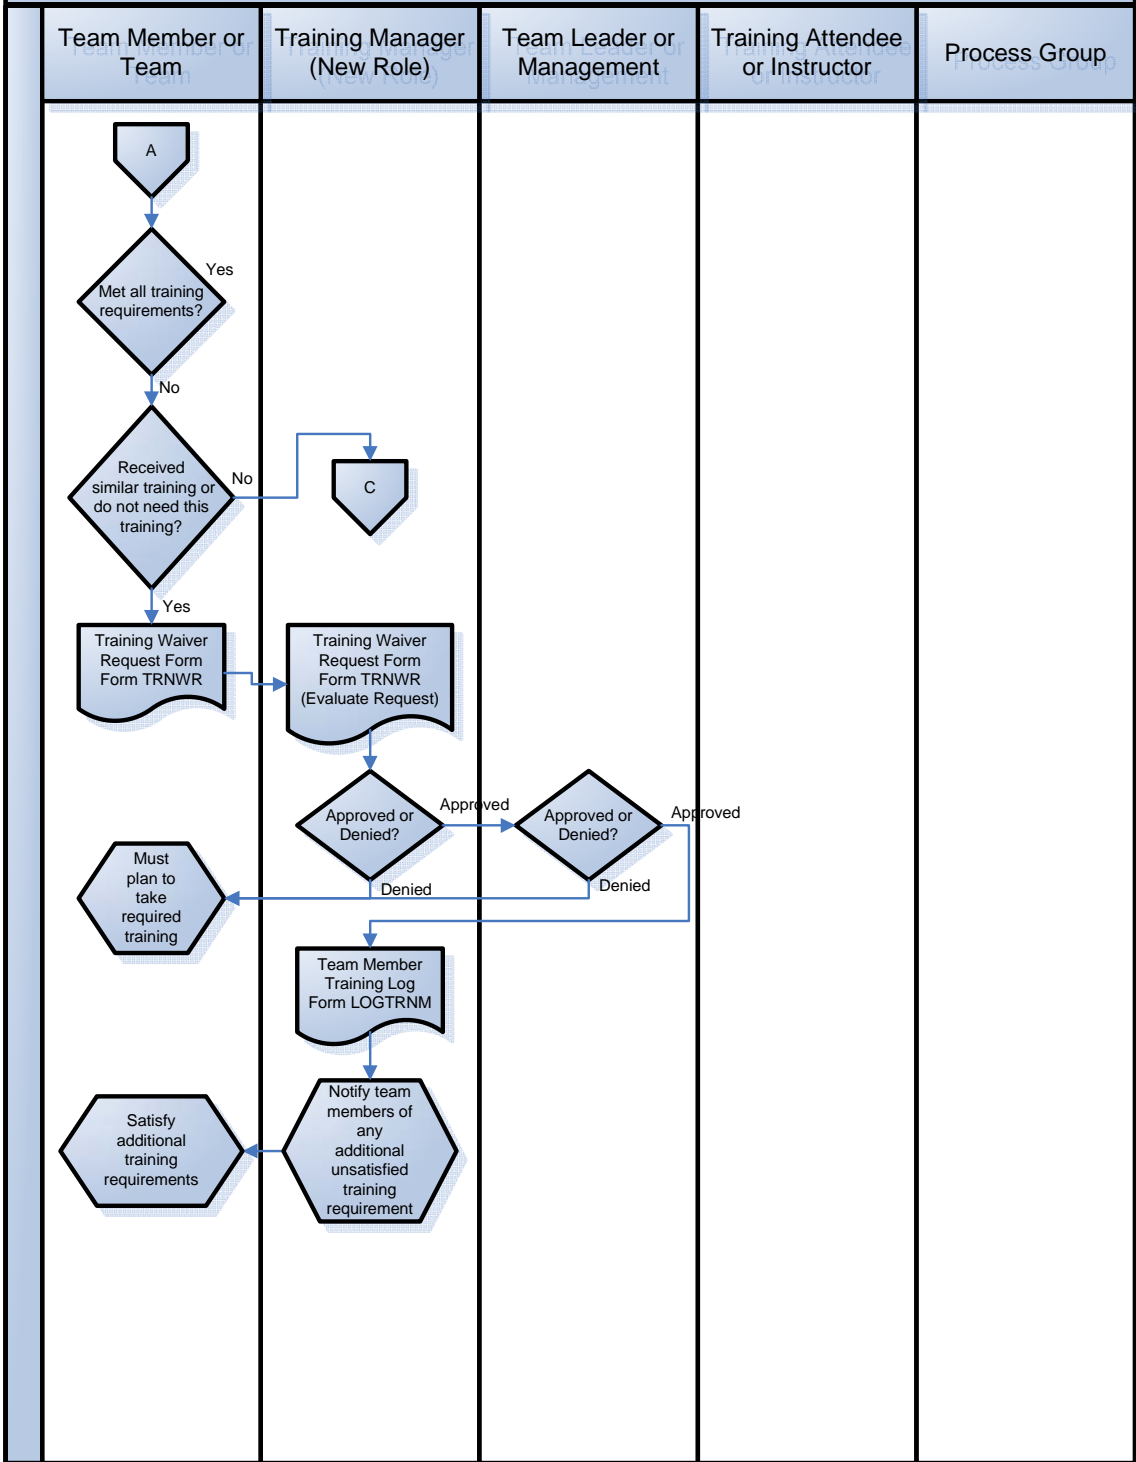 Team Member or
Team
Training Manager
(New Role)
Team Leader or
Management
Training Attendee
or Instructor
Process Group
A
Yes
Met all training
requirements?
No
Received
similar training or
do not need this
training?
No
C
Yes
Training Waiver
Request Form
Form TRNWR
Training Waiver
Request Form
Form TRNWR
(Evaluate Request)
Approved or
Denied?
Approved
Approved or
Denied?
Approved
Denied
Denied
Must
plan to
take
required
training
Team Member
Training Log
Form LOGTRNM
Notify team
members of
any
additional
unsatisfied
training
requirement
Satisfy
additional
training
requirements